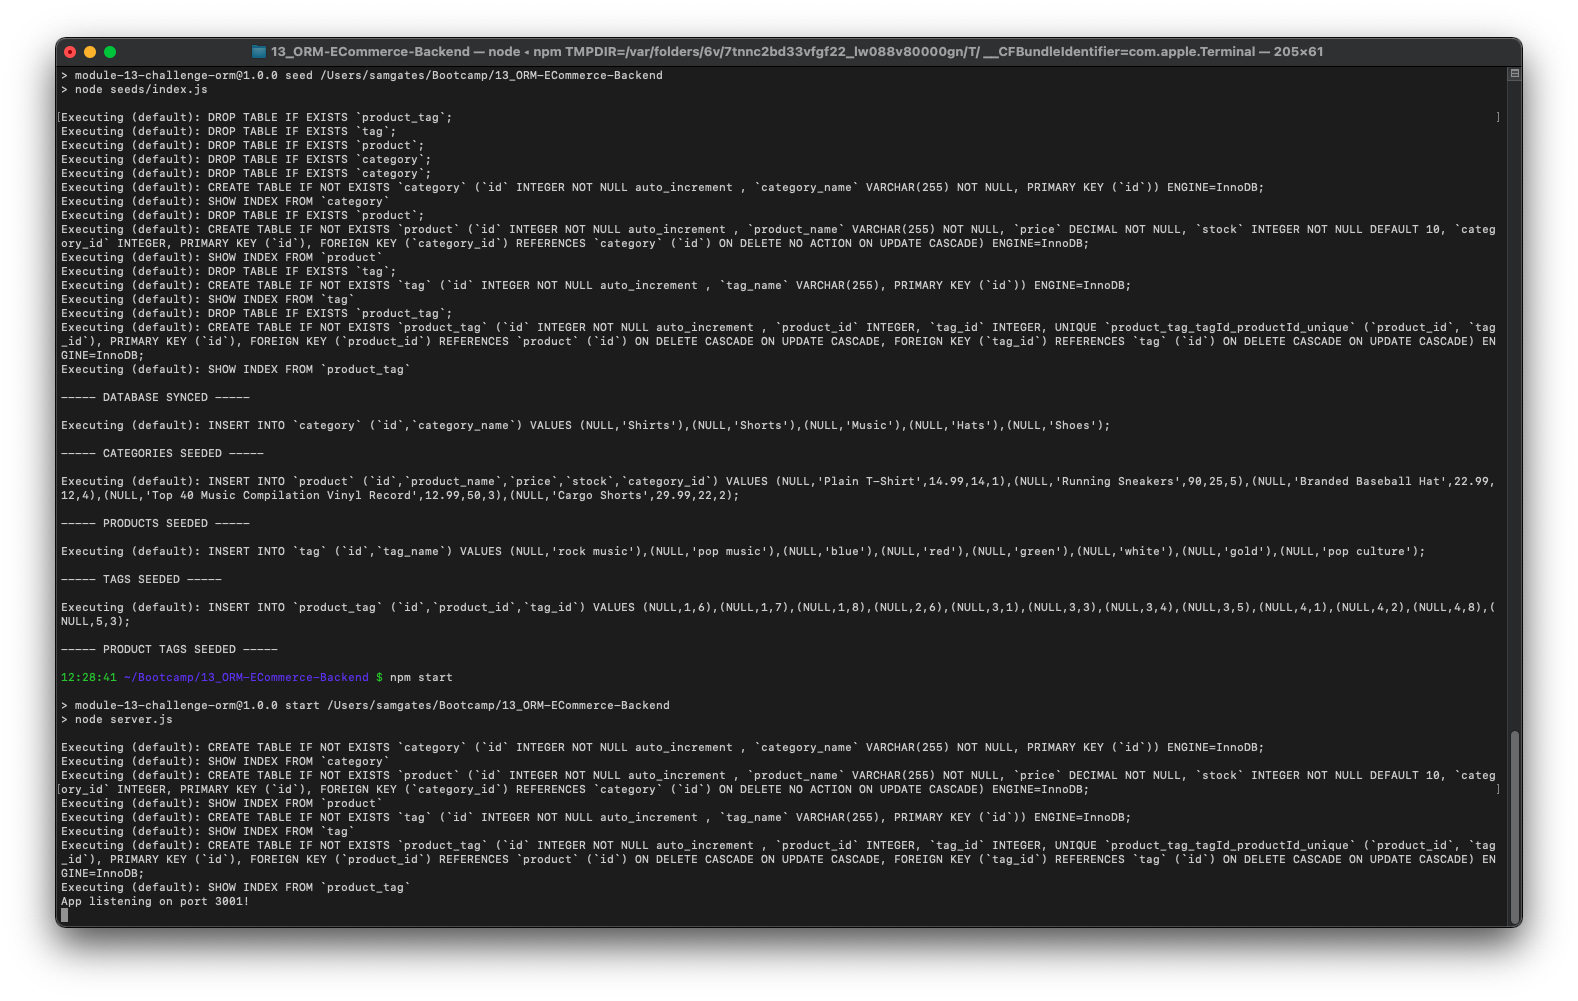 13_ORM-ECommerce-Backend — node ◂ npm TMPDIR=/var/folders/6v/7tnnc2bd33vfgf22_lw088v80000gn/T/ __CFBundleIdentifier=com.apple.Terminal — 205×61
> module-13-challenge-orm@1.0.0 seed /Users/samgates/Bootcamp/13_ORM-ECommerce-Backend
> node seeds/index.js
[Executing (default): DROP TABLE IF EXISTS `product_tag`; ]
Executing (default): DROP TABLE IF EXISTS `tag`;
Executing (default): DROP TABLE IF EXISTS `product`;
Executing (default): DROP TABLE IF EXISTS `category`;
Executing (default): DROP TABLE IF EXISTS `category`;
Executing (default): CREATE TABLE IF NOT EXISTS `category` (`id` INTEGER NOT NULL auto_increment , `category_name` VARCHAR(255) NOT NULL, PRIMARY KEY (`id`)) ENGINE=InnoDB;
Executing (default): SHOW INDEX FROM `category`
Executing (default): DROP TABLE IF EXISTS `product`;
Executing (default): CREATE TABLE IF NOT EXISTS `product` (`id` INTEGER NOT NULL auto_increment , `product_name` VARCHAR(255) NOT NULL, `price` DECIMAL NOT NULL, `stock` INTEGER NOT NULL DEFAULT 10, `categ
ory_id` INTEGER, PRIMARY KEY (`id`), FOREIGN KEY (`category_id`) REFERENCES `category` (`id`) ON DELETE NO ACTION ON UPDATE CASCADE) ENGINE=InnoDB;
Executing (default): SHOW INDEX FROM `product`
Executing (default): DROP TABLE IF EXISTS `tag`;
Executing (default): CREATE TABLE IF NOT EXISTS `tag` (`id` INTEGER NOT NULL auto_increment , `tag_name` VARCHAR(255), PRIMARY KEY (`id`)) ENGINE=InnoDB;
Executing (default): SHOW INDEX FROM `tag`
Executing (default): DROP TABLE IF EXISTS `product_tag`;
Executing (default): CREATE TABLE IF NOT EXISTS `product_tag` (`id` INTEGER NOT NULL auto_increment , `product_id` INTEGER, `tag_id` INTEGER, UNIQUE `product_tag_tagId_productId_unique` (`product_id`, `tag
_id`), PRIMARY KEY (`id`), FOREIGN KEY (`product_id`) REFERENCES `product` (`id`) ON DELETE CASCADE ON UPDATE CASCADE, FOREIGN KEY (`tag_id`) REFERENCES `tag` (`id`) ON DELETE CASCADE ON UPDATE CASCADE) EN
GINE=InnoDB;
Executing (default): SHOW INDEX FROM `product_tag`
----- DATABASE SYNCED -----
Executing (default): INSERT INTO `category` (`id`,`category_name`) VALUES (NULL,'Shirts'),(NULL,'Shorts'),(NULL,'Music'),(NULL,'Hats'),(NULL,'Shoes');
----- CATEGORIES SEEDED -----
Executing (default): INSERT INTO `product` (`id`,`product_name`,`price`,`stock`,`category_id`) VALUES (NULL,'Plain T-Shirt',14.99,14,1),(NULL,'Running Sneakers',90,25,5),(NULL,'Branded Baseball Hat',22.99,
12,4),(NULL,'Top 40 Music Compilation Vinyl Record',12.99,50,3),(NULL,'Cargo Shorts',29.99,22,2);
----- PRODUCTS SEEDED -----
Executing (default): INSERT INTO `tag` (`id`,`tag_name`) VALUES (NULL,'rock music'),(NULL,'pop music'),(NULL,'blue'),(NULL,'red'),(NULL,'green'),(NULL,'white'),(NULL,'gold'),(NULL,'pop culture');
----- TAGS SEEDED -----
Executing (default): INSERT INTO `product_tag` (`id`,`product_id`,`tag_id`) VALUES (NULL,1,6),(NULL,1,7),(NULL,1,8),(NULL,2,6),(NULL,3,1),(NULL,3,3),(NULL,3,4),(NULL,3,5),(NULL,4,1),(NULL,4,2),(NULL,4,8),(
NULL,5,3);
----- PRODUCT TAGS SEEDED -----
12:28:41 ~/Bootcamp/13_ORM-ECommerce-Backend $ npm start
> module-13-challenge-orm@1.0.0 start /Users/samgates/Bootcamp/13_ORM-ECommerce-Backend
> node server.js
Executing (default): CREATE TABLE IF NOT EXISTS `category` (`id` INTEGER NOT NULL auto_increment , `category_name` VARCHAR(255) NOT NULL, PRIMARY KEY (`id`)) ENGINE=InnoDB;
Executing (default): SHOW INDEX FROM `category`
Executing (default): CREATE TABLE IF NOT EXISTS `product` (`id` INTEGER NOT NULL auto_increment , `product_name` VARCHAR(255) NOT NULL, `price` DECIMAL NOT NULL, `stock` INTEGER NOT NULL DEFAULT 10, `categ
[ory_id` INTEGER, PRIMARY KEY (`id`), FOREIGN KEY (`category_id`) REFERENCES `category` (`id`) ON DELETE NO ACTION ON UPDATE CASCADE) ENGINE=InnoDB; ]
Executing (default): SHOW INDEX FROM `product`
Executing (default): CREATE TABLE IF NOT EXISTS `tag` (`id` INTEGER NOT NULL auto_increment , `tag_name` VARCHAR(255), PRIMARY KEY (`id`)) ENGINE=InnoDB;
Executing (default): SHOW INDEX FROM `tag`
Executing (default): CREATE TABLE IF NOT EXISTS `product_tag` (`id` INTEGER NOT NULL auto_increment , `product_id` INTEGER, `tag_id` INTEGER, UNIQUE `product_tag_tagId_productId_unique` (`product_id`, `tag
_id`), PRIMARY KEY (`id`), FOREIGN KEY (`product_id`) REFERENCES `product` (`id`) ON DELETE CASCADE ON UPDATE CASCADE, FOREIGN KEY (`tag_id`) REFERENCES `tag` (`id`) ON DELETE CASCADE ON UPDATE CASCADE) EN
GINE=InnoDB;
Executing (default): SHOW INDEX FROM `product_tag`
App listening on port 3001!